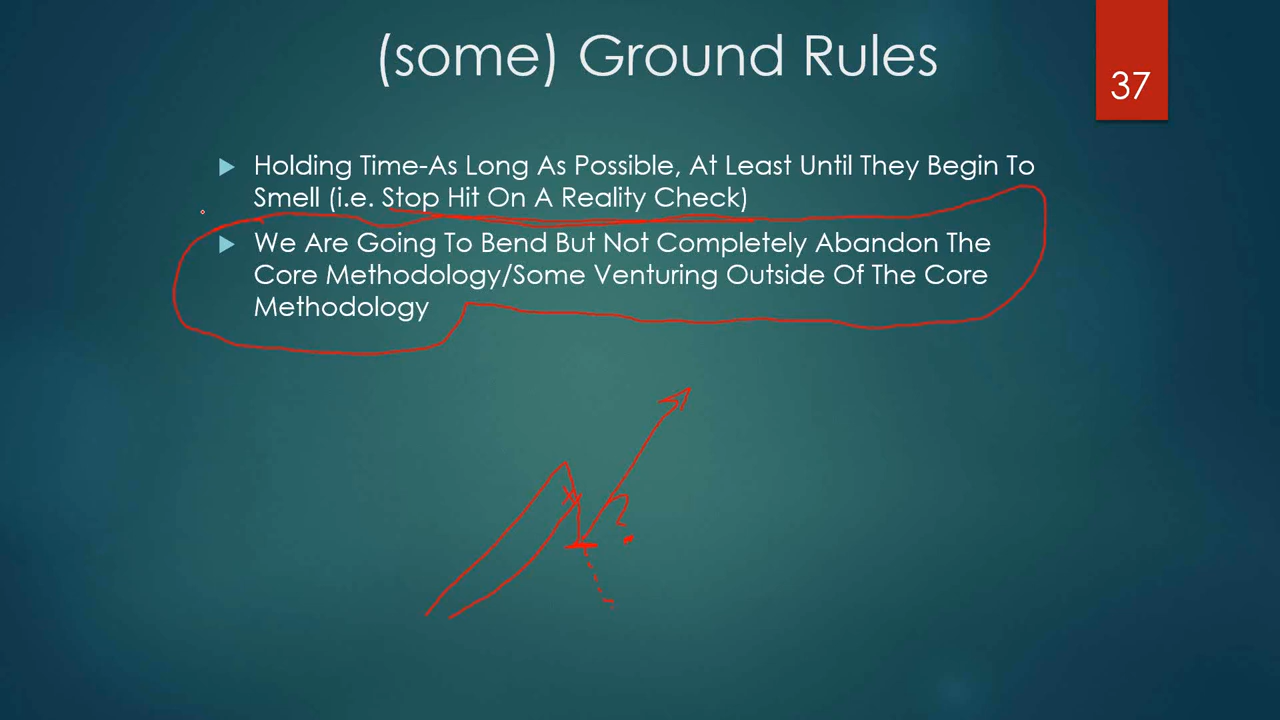 (some) Ground Rules
37
Holding Time-As Long As Possible, At Least Until They Begin To
Smell (i.e. Stop Hit On A Reality Check)
We Are Going To Bend But Not Completely Abandon The
Core Methodology/Some Venturing Outside Of The Core
Methodology
?